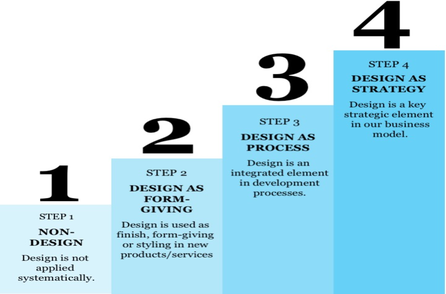 1
STEP 1
NON-
DESIGN
Design is not
applied
systematically.
2
STEP 2
DESIGN AS
FORM-
GIVING
Design is used as
finish, form-giving
or styling in new
products/services
3
STEP 3
DESIGN AS
PROCESS
Design is an
integrated element
in development
processes.
4
STEP 4
DESIGN AS
STRATEGY
Design is a key
strategic element
in our business
model.